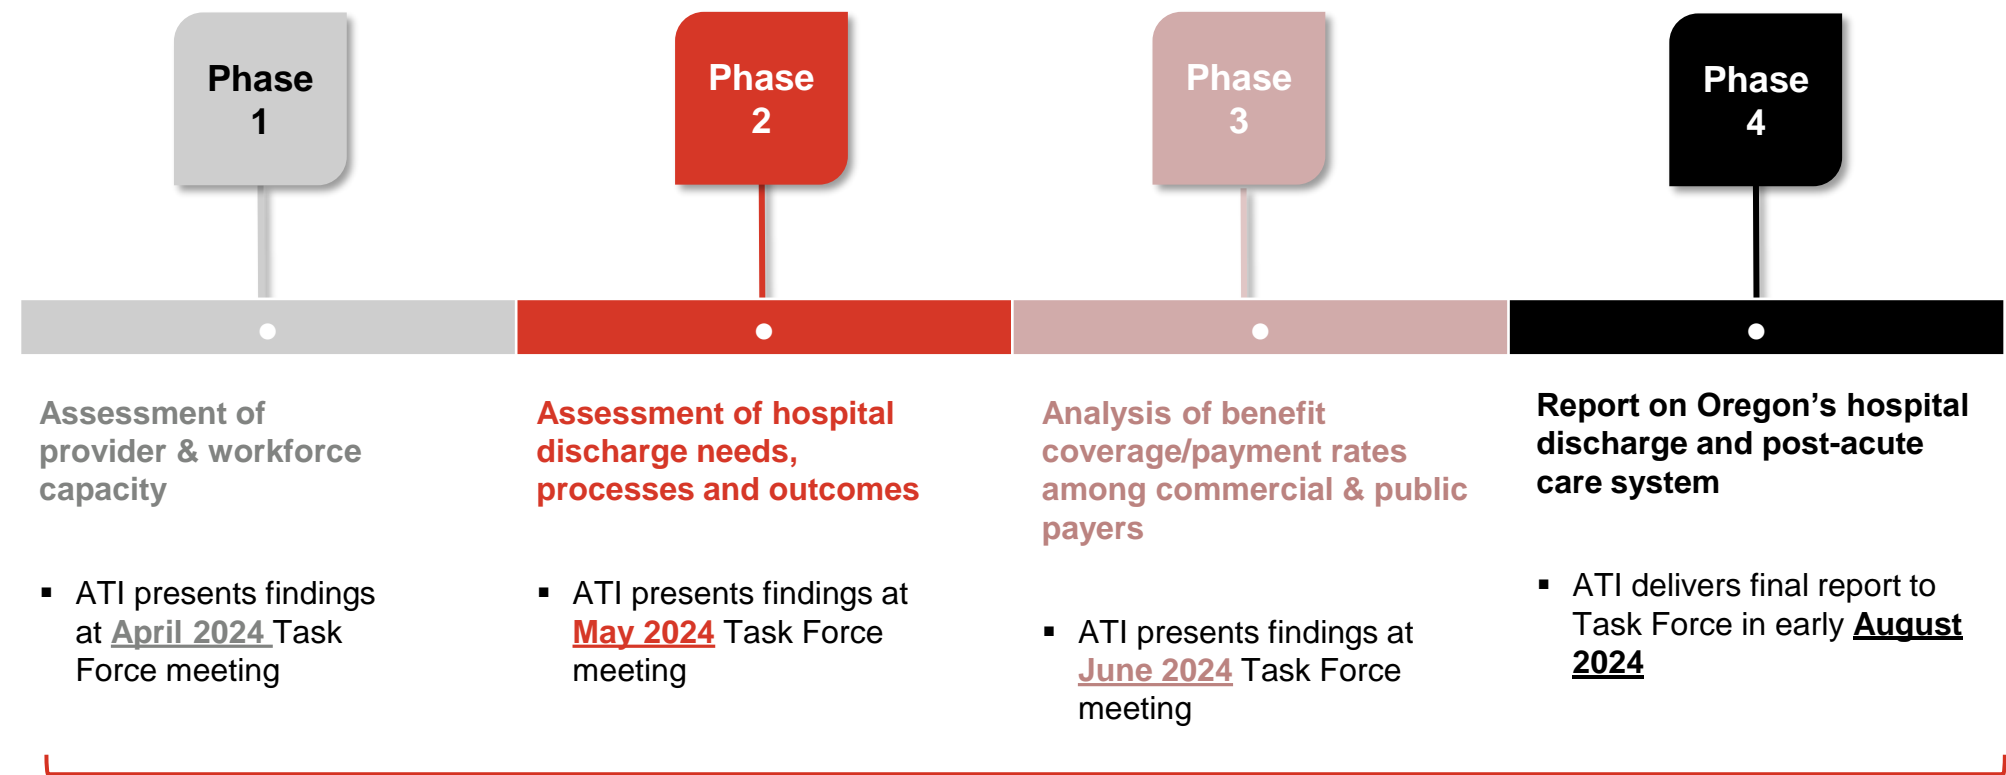 Phase
1
Phase
2
Phase
3
Phase
4
Assessment of
provider & workforce
capacity
▪ ATI presents findings
at April 2024 Task
Force meeting
Assessment of hospital
discharge needs,
processes and outcomes
▪ ATI presents findings at
May 2024 Task Force
meeting
Analysis of benefit
coverage/payment rates
among commercial & public
payers
▪ ATI presents findings at
June 2024 Task Force
meeting
Report on Oregon’s hospital
discharge and post-acute
care system
▪ ATI delivers final report to
Task Force in early August
2024